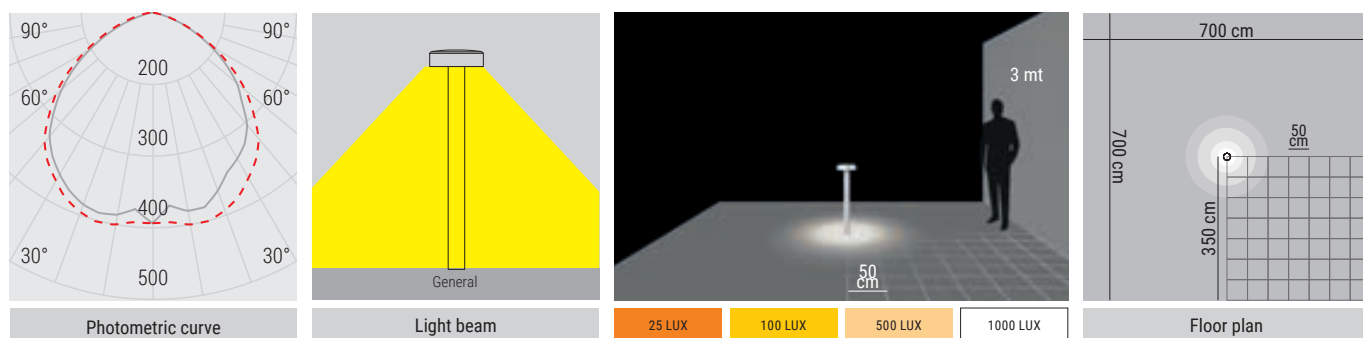 90°
90°
200
60°
60°
300
400
30°
30°
500
Photometric curve
General
Light beam
3 mt
50
cm
25 LUX
100 LUX
500 LUX
1000 LUX
700 cm
700 cm
50
cm
350 cm
Floor plan